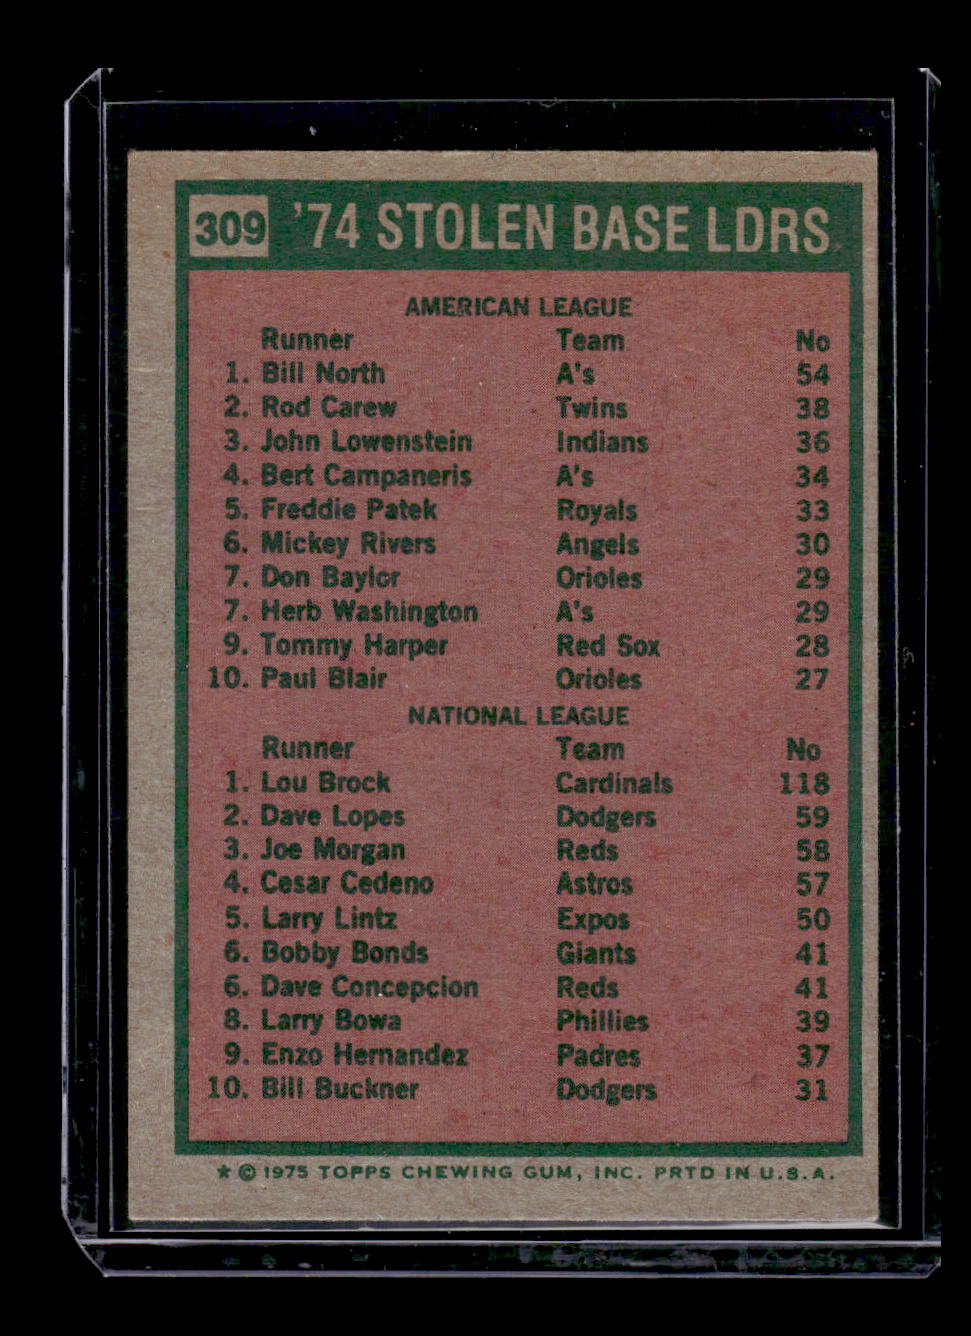 309 '74 STOLEN BASE LDRS
AMERICAN LEAGUE
Runner Team No
1. Bill North A's 54
2. Rod Carew Twins 38
3. John Lowenstein Indians 36
4. Bert Campaneris A's 34
5. Freddie Patek Royals 33
6. Mickey Rivers Angels 30
7. Don Baylor Orioles 29
7. Herb Washington A's 29
9. Tommy Harper Red Sox 28
10. Paul Blair Orioles 27
NATIONAL LEAGUE
Runner Team No
1. Lou Brock Cardinals 118
2. Dave Lopes Dodgers 59
3. Joe Morgan Reds 58
4. Cesar Cedeno Astros 57
5. Larry Lintz Expos 50
6. Bobby Bonds Giants 41
6. Dave Concepcion Reds 41
8. Larry Bowa Phillies 39
9. Enzo Hernandez Padres 37
10. Bill Buckner Dodgers 31
★ © 1975 TOPPS CHEWING GUM, INC. PRTD IN U.S.A.